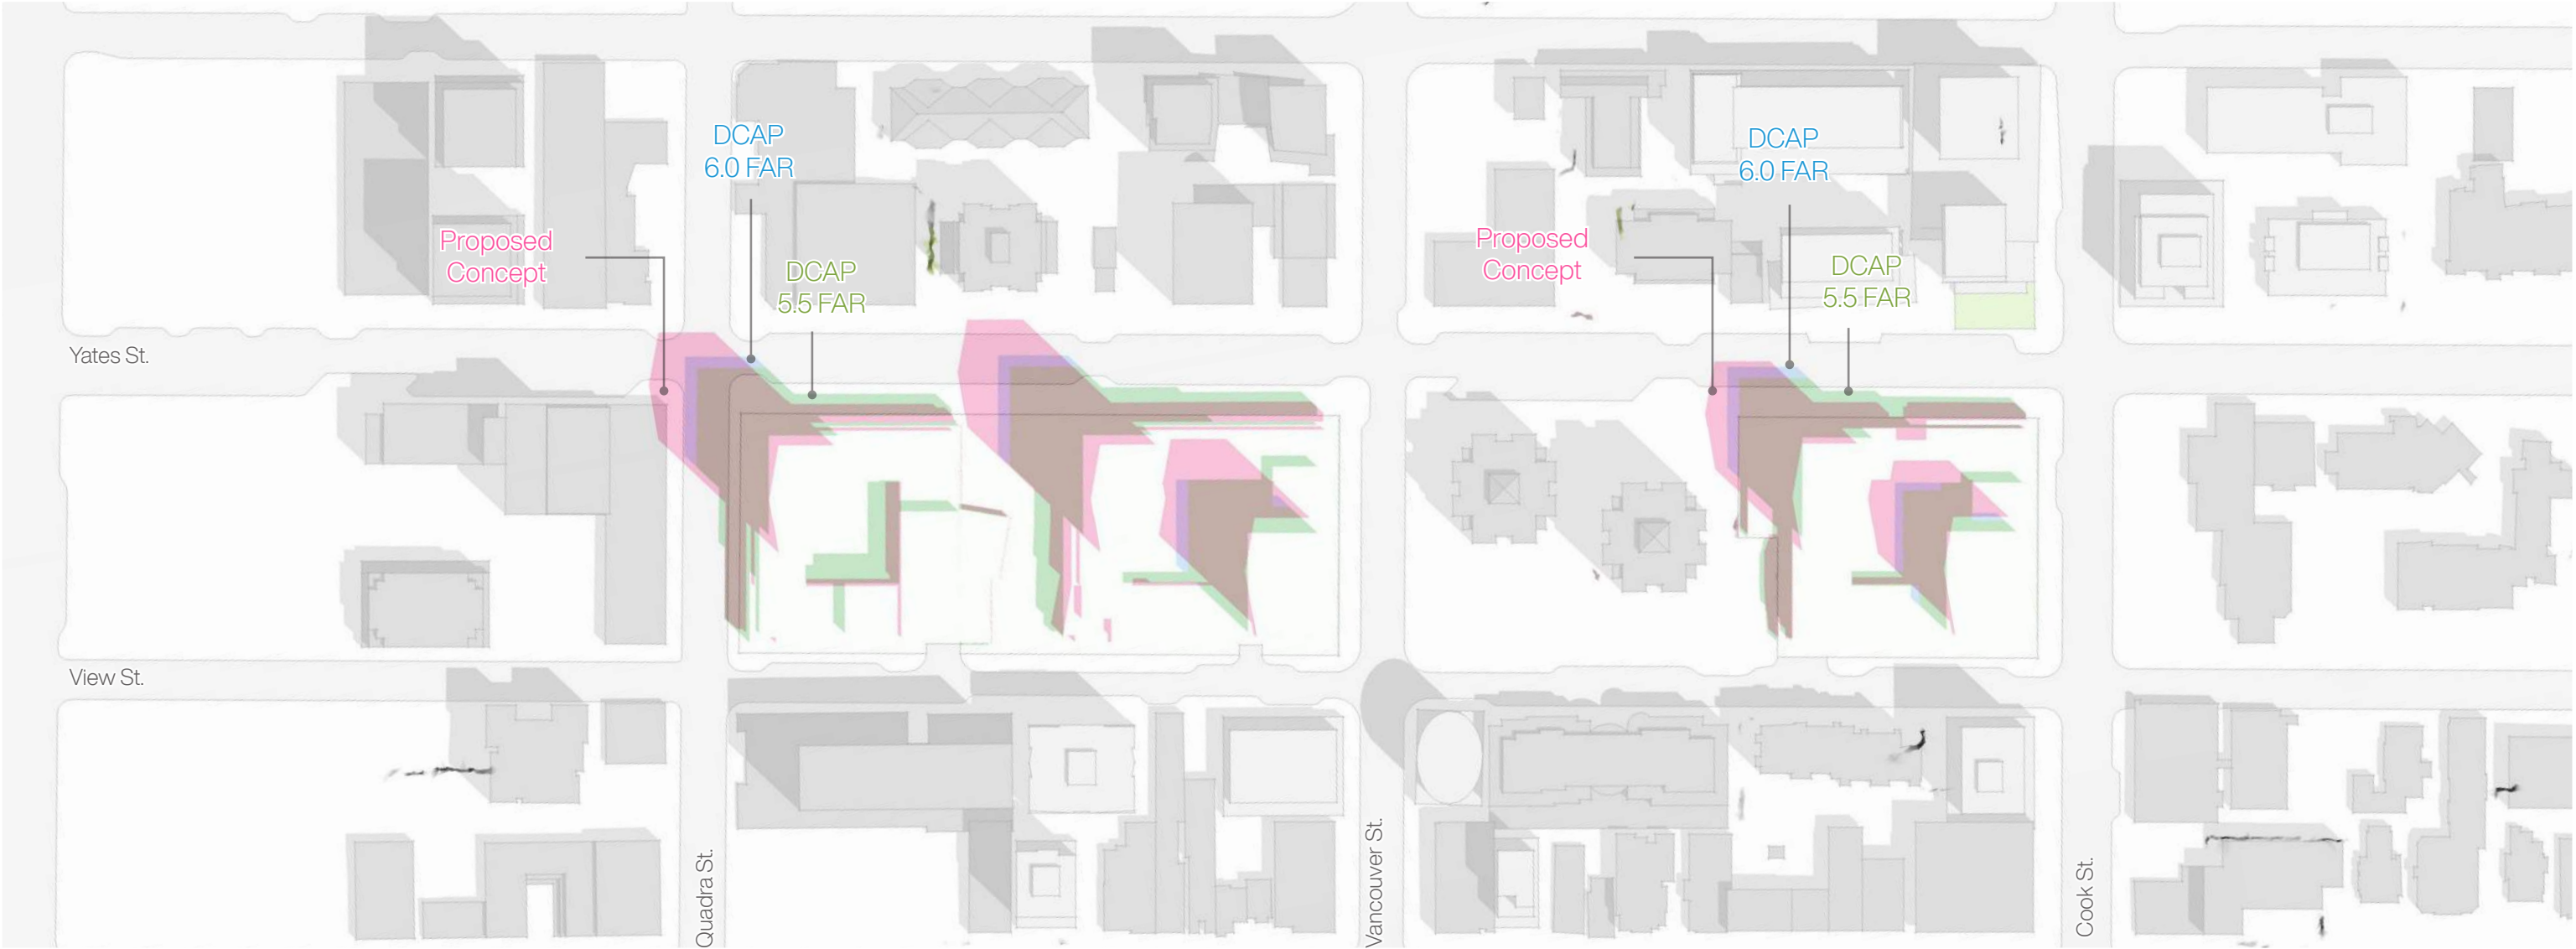 DCAP
6.0 FAR
DCAP
6.0 FAR
Proposed
Concept
DCAP
5.5 FAR
Proposed
Concept
DCAP
5.5 FAR
Yates St.
View St.
Quadra St.
Vancouver St.
Cook St.